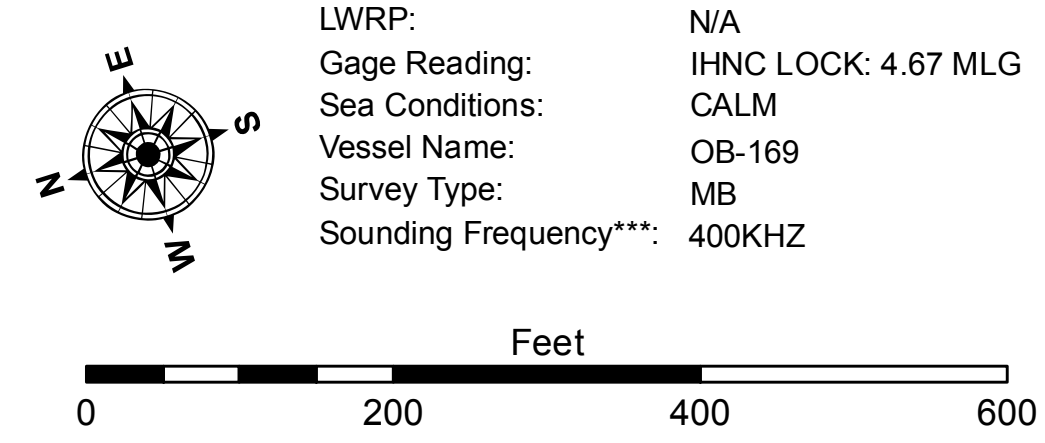 LWRP: N/A
Gage Reading: IHNC LOCK: 4.67 MLG
Sea Conditions: CALM
Vessel Name: OB-169
Survey Type: MB
Sounding Frequency***: 400KHZ
E
S
N
W
Feet
0 200 400 600